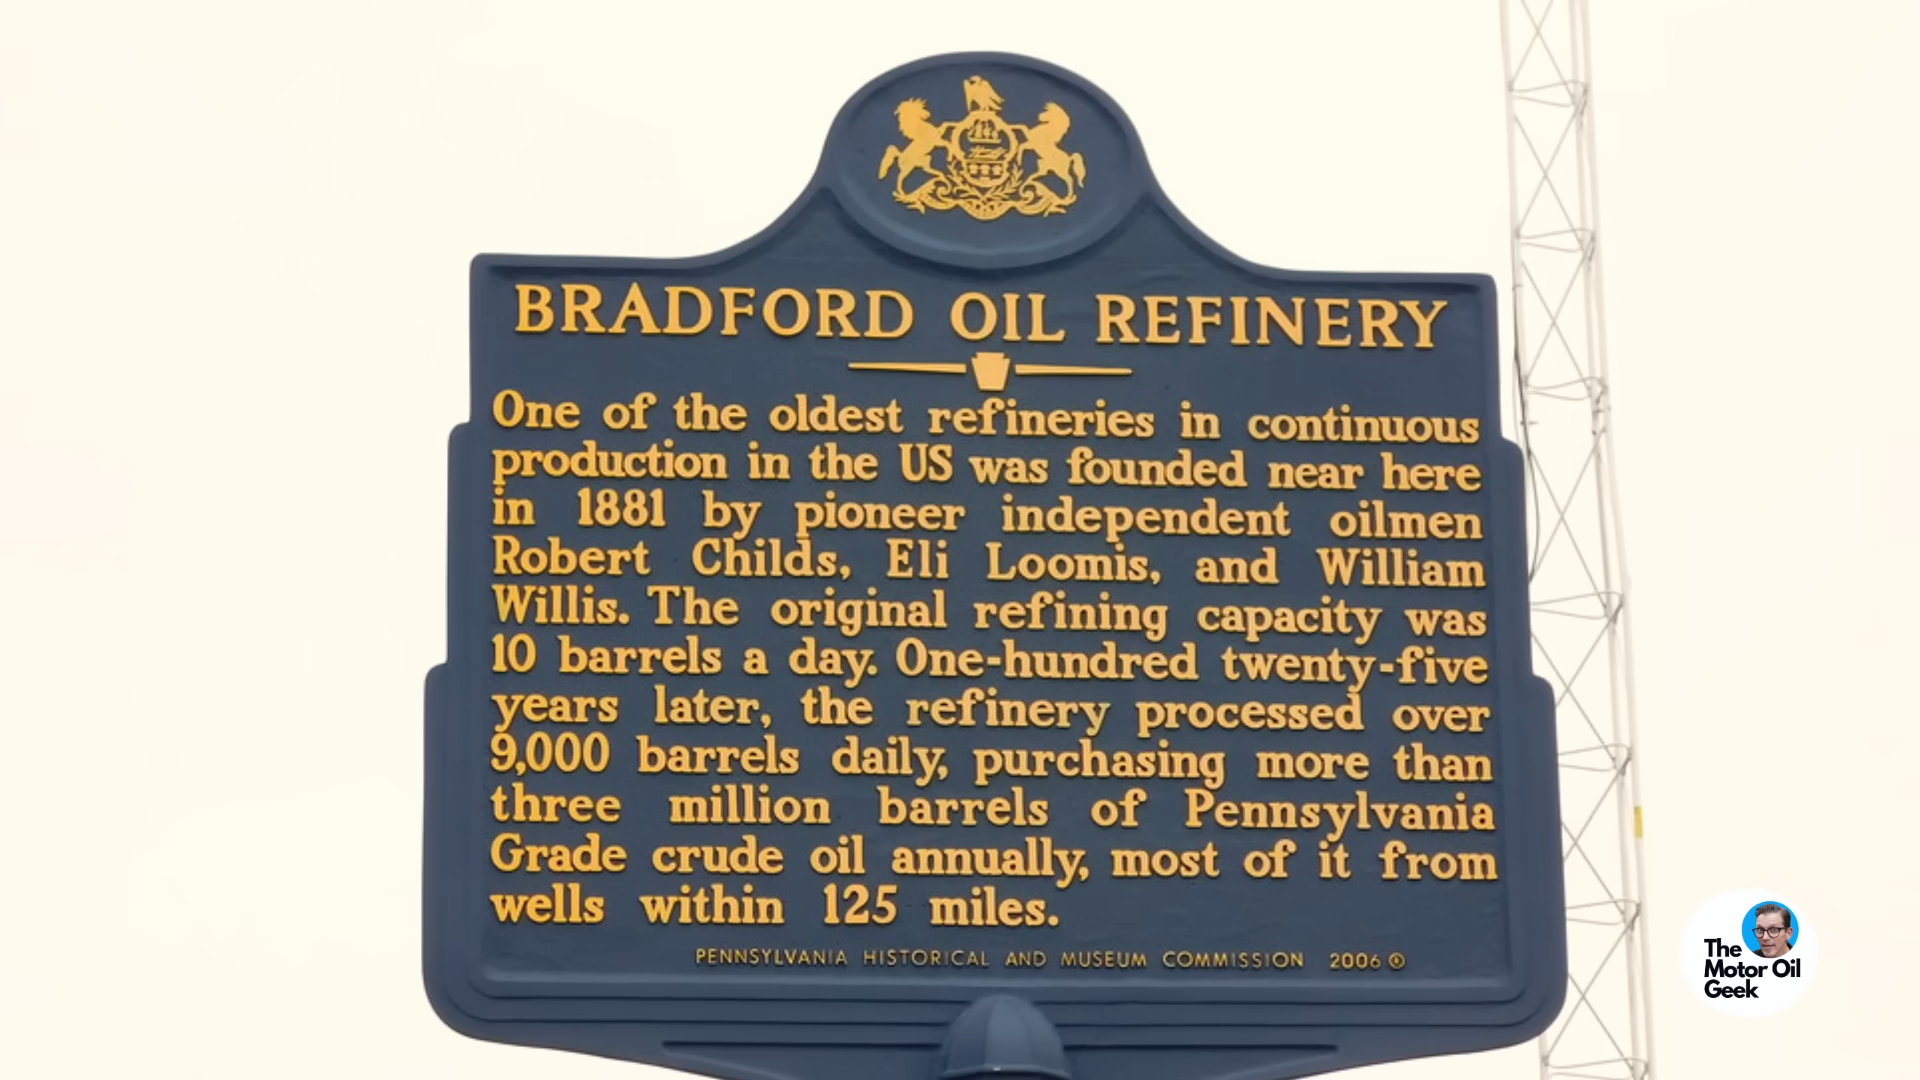 BRADFORD OIL REFINERY
One of the oldest refineries in continuous
production in the US was founded near here
in 1881 by pioneer independent oilmen
Robert Childs, Eli Loomis, and William
Willis. The original refining capacity was
10 barrels a day. One-hundred twenty-five
years later, the refinery processed over
9,000 barrels daily, purchasing more than
three million barrels of Pennsylvania
Grade crude oil annually, most of it from
wells within 125 miles.
PENNSYLVANIA HISTORICAL AND MUSEUM COMMISSION 2006 ®
The
Motor Oil
Geek